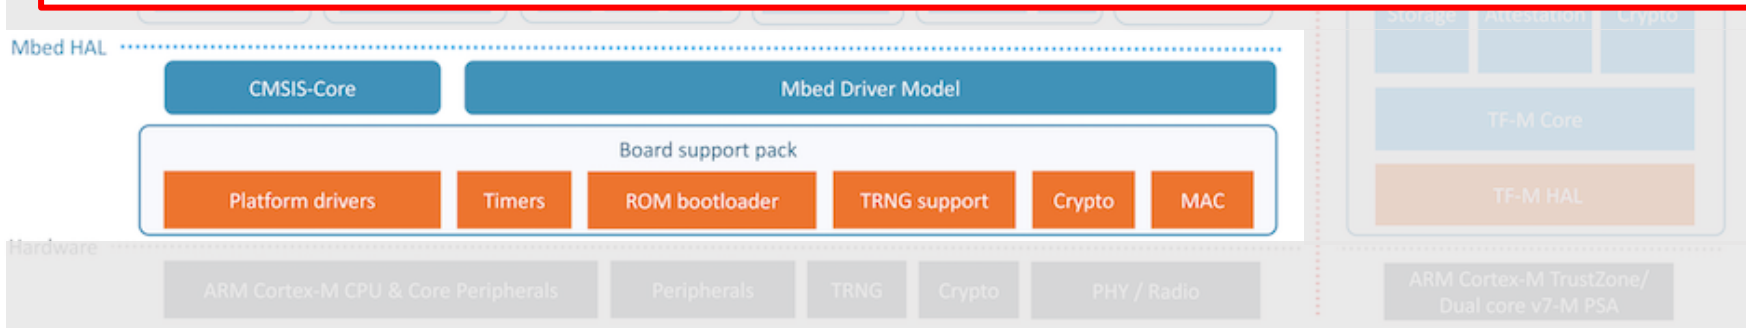 Storage Attestation Crypto
Mbed HAL
CMSIS-Core
Mbed Driver Model
TF-M Core
Board support pack
Platform drivers
Timers
ROM bootloader
TRNG support
Crypto
MAC
TF-M HAL
Hardware
ARM Cortex-M CPU & Core Peripherals
Peripherals
TRNG
Crypto
PHY / Radio
ARM Cortex-M TrustZone/
Dual core v7-M PSA